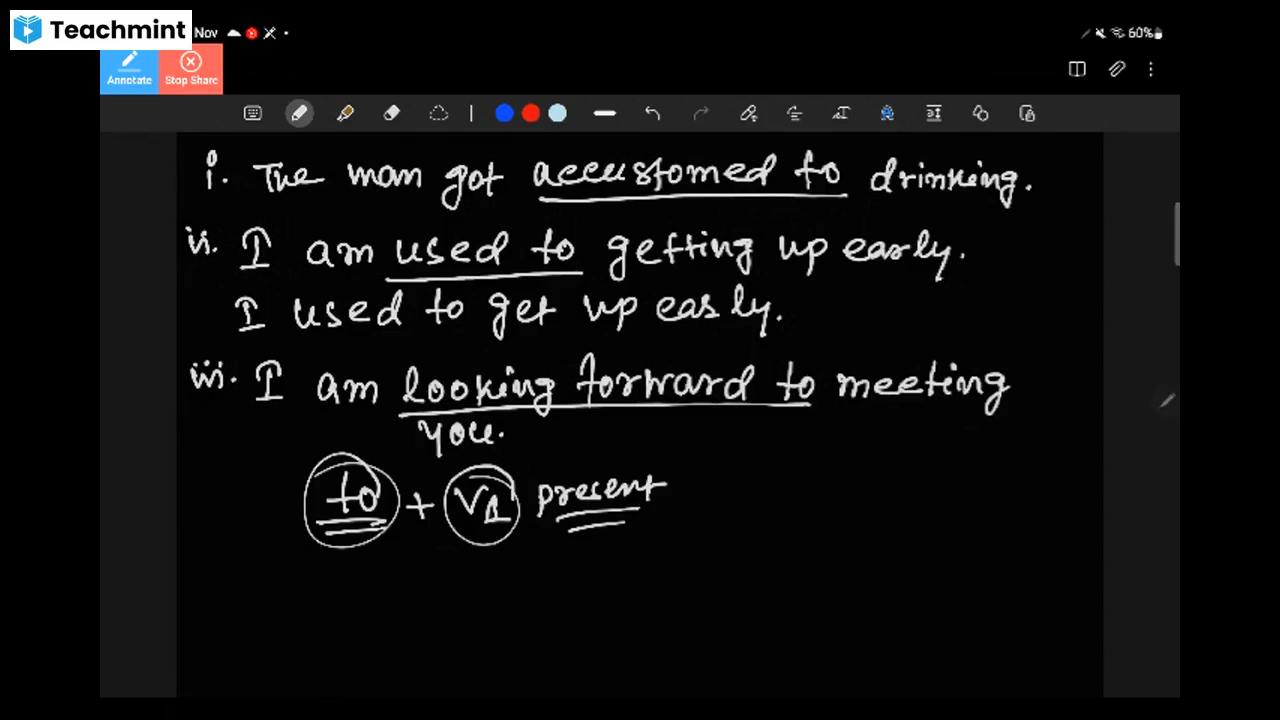 Teachmint
Nov
60%
Annotate
Stop Share
i. The man got accustomed to drinking.
ii. I am used to getting up early.
I used to get up early.
iii. I am looking forward to meeting
you.
to + V1 present